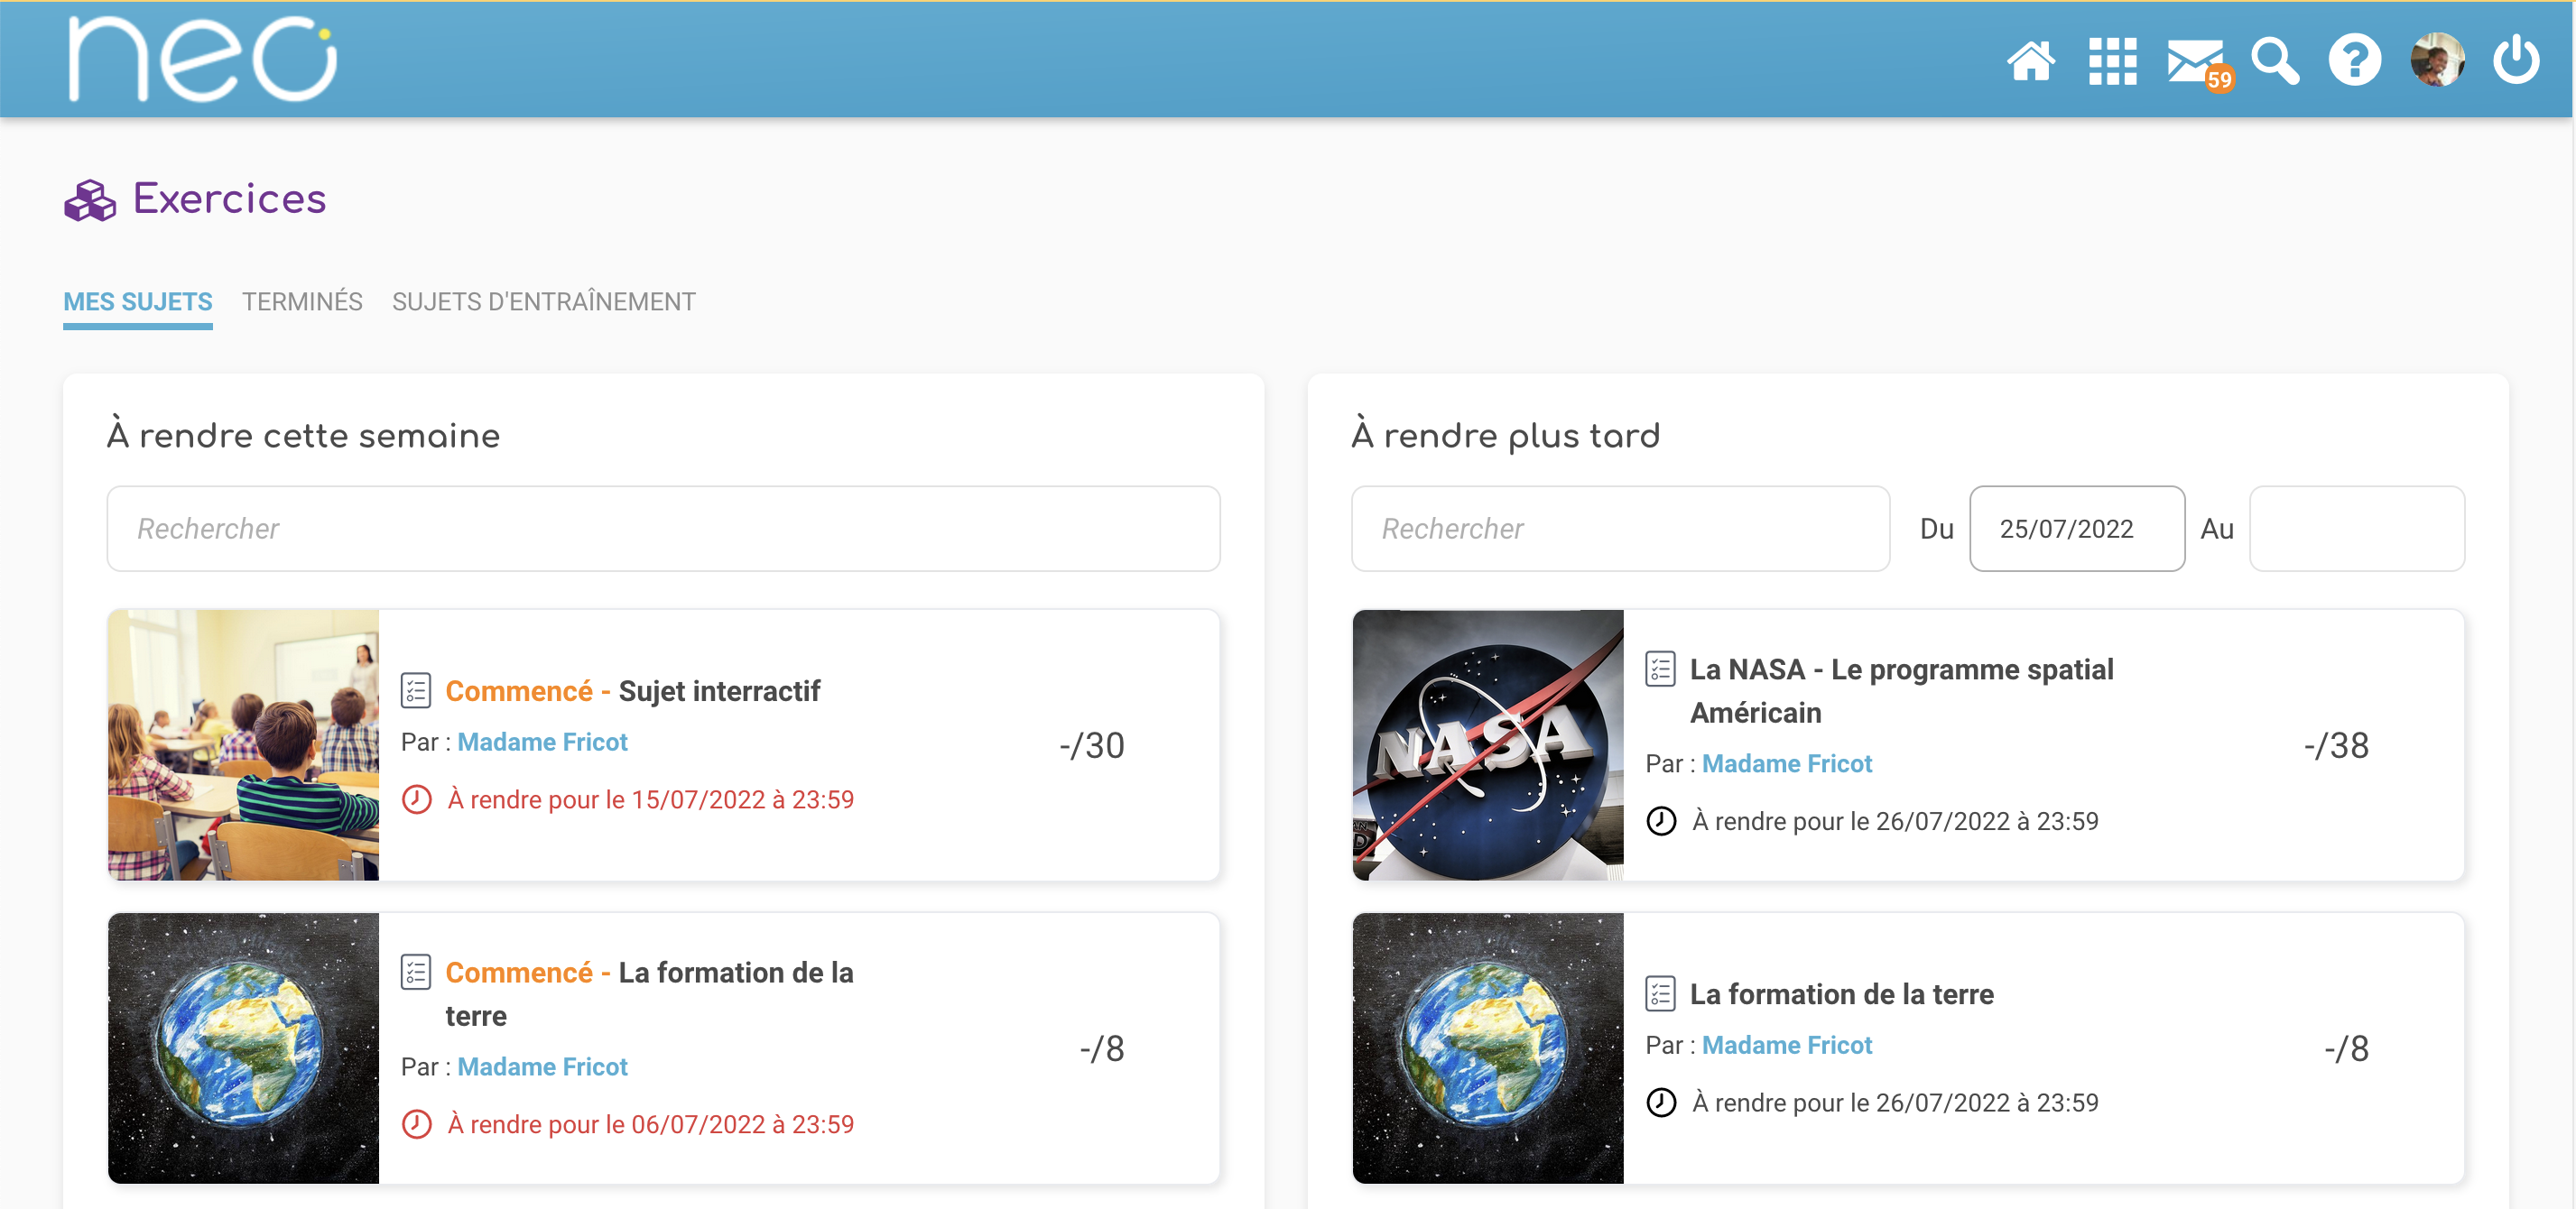 neo
59
Exercices
MES SUJETS TERMINÉS SUJETS D'ENTRAÎNEMENT
À rendre cette semaine
Rechercher
Commencé - Sujet interractif
Par : Madame Fricot
À rendre pour le 15/07/2022 à 23:59
-/30
Commencé - La formation de la
terre
Par : Madame Fricot
À rendre pour le 06/07/2022 à 23:59
-/8
À rendre plus tard
Rechercher
Du 25/07/2022 Au
NASA
La NASA - Le programme spatial
Américain
Par : Madame Fricot
À rendre pour le 26/07/2022 à 23:59
-/38
La formation de la terre
Par : Madame Fricot
À rendre pour le 26/07/2022 à 23:59
-/8